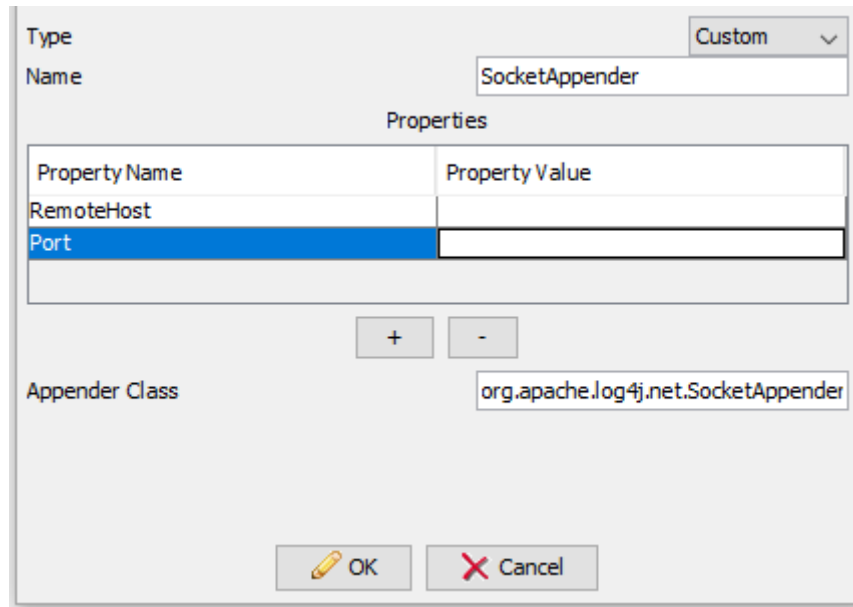 Type Custom
Name SocketAppender
Properties
Property Name Property Value
RemoteHost
Port
+ -
Appender Class org.apache.log4j.net.SocketAppender
OK Cancel